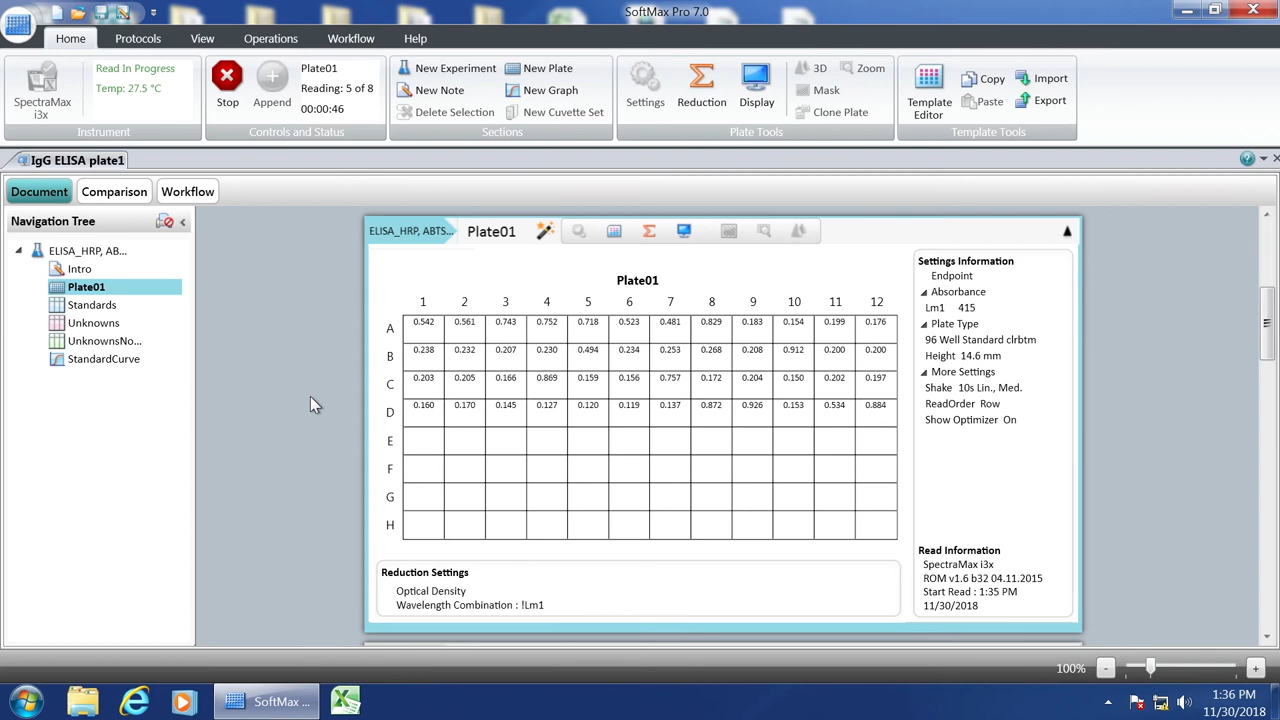 SoftMax Pro 7.0
Home Protocols View Operations Workflow Help
SpectraMax i3x
Read In Progress
Temp: 27.5 °C
Instrument
Stop
Append
Plate01
Reading: 5 of 8
00:00:46
Controls and Status
New Experiment
New Plate
New Note
New Graph
Delete Selection
New Cuvette Set
Sections
Settings
Reduction
Display
3D
Zoom
Mask
Clone Plate
Plate Tools
Template Editor
Copy
Import
Paste
Export
Template Tools
IgG ELISA plate1
Document Comparison Workflow
Navigation Tree
ELISA_HRP, AB...
Intro
Plate01
Standards
Unknowns
UnknownsNo...
StandardCurve
ELISA_HRP, ABTS... Plate01
Plate01
1 2 3 4 5 6 7 8 9 10 11 12
A 0.542 0.561 0.743 0.752 0.718 0.523 0.481 0.829 0.183 0.154 0.199 0.176
B 0.238 0.232 0.207 0.230 0.494 0.234 0.253 0.268 0.208 0.912 0.200 0.200
C 0.203 0.205 0.166 0.869 0.159 0.156 0.757 0.172 0.204 0.150 0.202 0.197
D 0.160 0.170 0.145 0.127 0.120 0.119 0.137 0.872 0.926 0.153 0.534 0.884
E
F
G
H
Reduction Settings
Optical Density
Wavelength Combination : !Lm1
Settings Information
Endpoint
Absorbance
Lm1 415
Plate Type
96 Well Standard clrbtm
Height 14.6 mm
More Settings
Shake 10s Lin., Med.
ReadOrder Row
Show Optimizer On
Read Information
SpectraMax i3x
ROM v1.6 b32 04.11.2015
Start Read : 1:35 PM
11/30/2018
100%
SoftMax ...
1:36 PM
11/30/2018